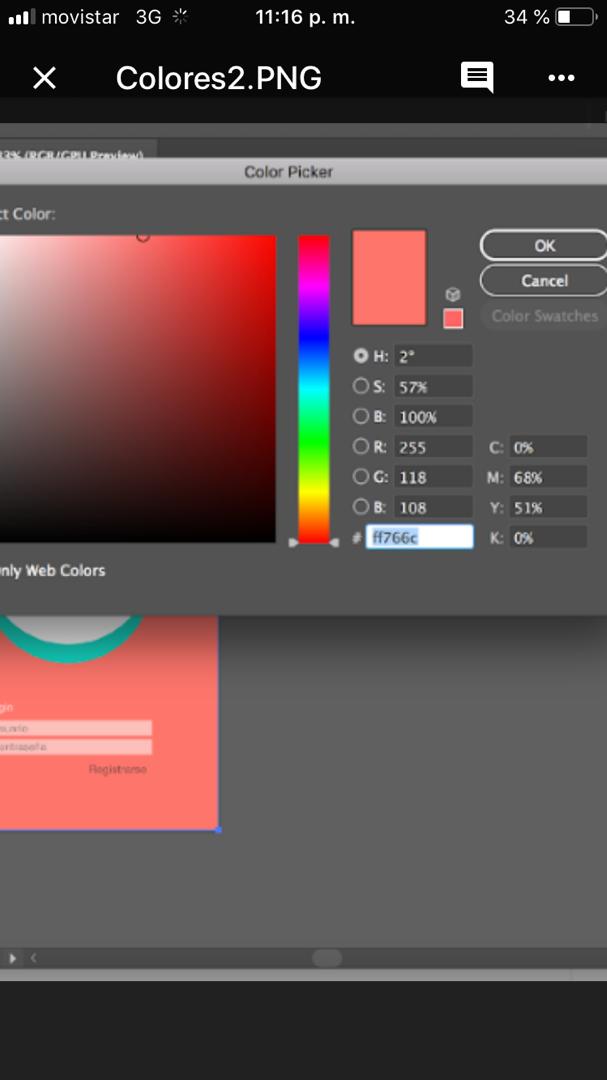 movistar 3G 11:16 p. m. 34 %
Colores2.PNG
33% (RGB/GPU Preview)
Color Picker
ct Color:
OK
Cancel
Color Swatches
H: 2°
S: 57%
B: 100%
R: 255 C: 0%
G: 118 M: 68%
B: 108 Y: 51%
# ff766c K: 0%
nly Web Colors
gin
suario
ontraseña
Registrarse